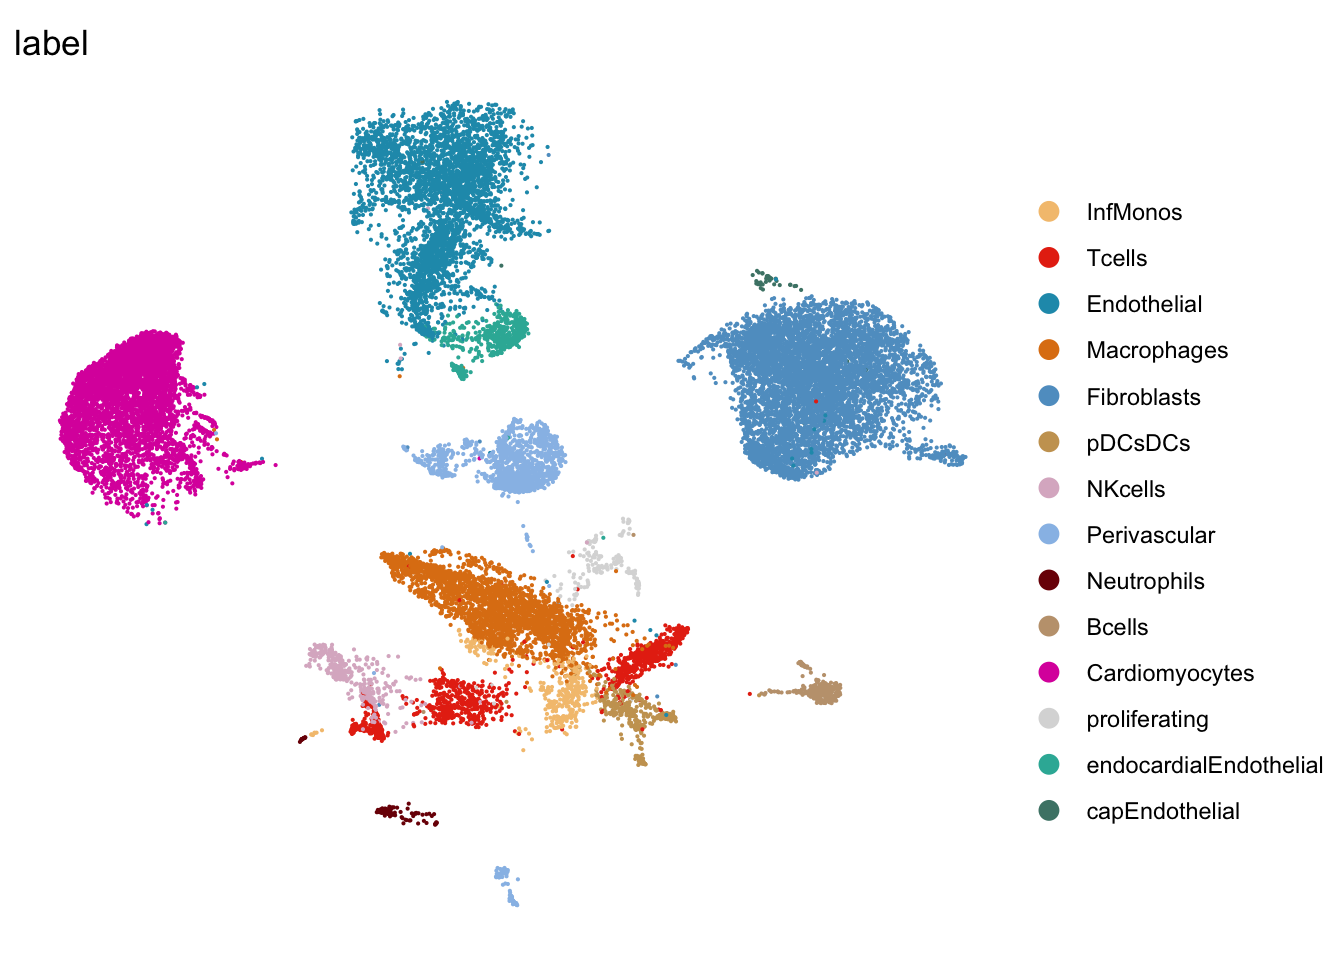 label
InfMonos
Tcells
Endothelial
Macrophages
Fibroblasts
pDCsDCs
NKcells
Perivascular
Neutrophils
Bcells
Cardiomyocytes
proliferating
endocardialEndothelial
capEndothelial